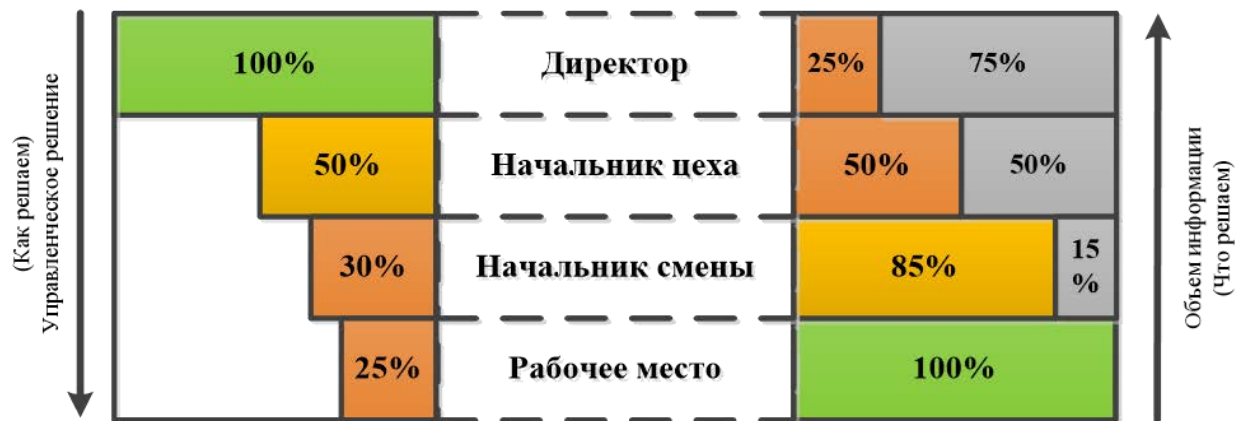 (Как решаем)
Управленческое решение
100%
Директор
25%
75%
50%
Начальник цеха
50%
50%
30%
Начальник смены
85%
15
%
25%
Рабочее место
100%
Объем информации
(Что решаем)